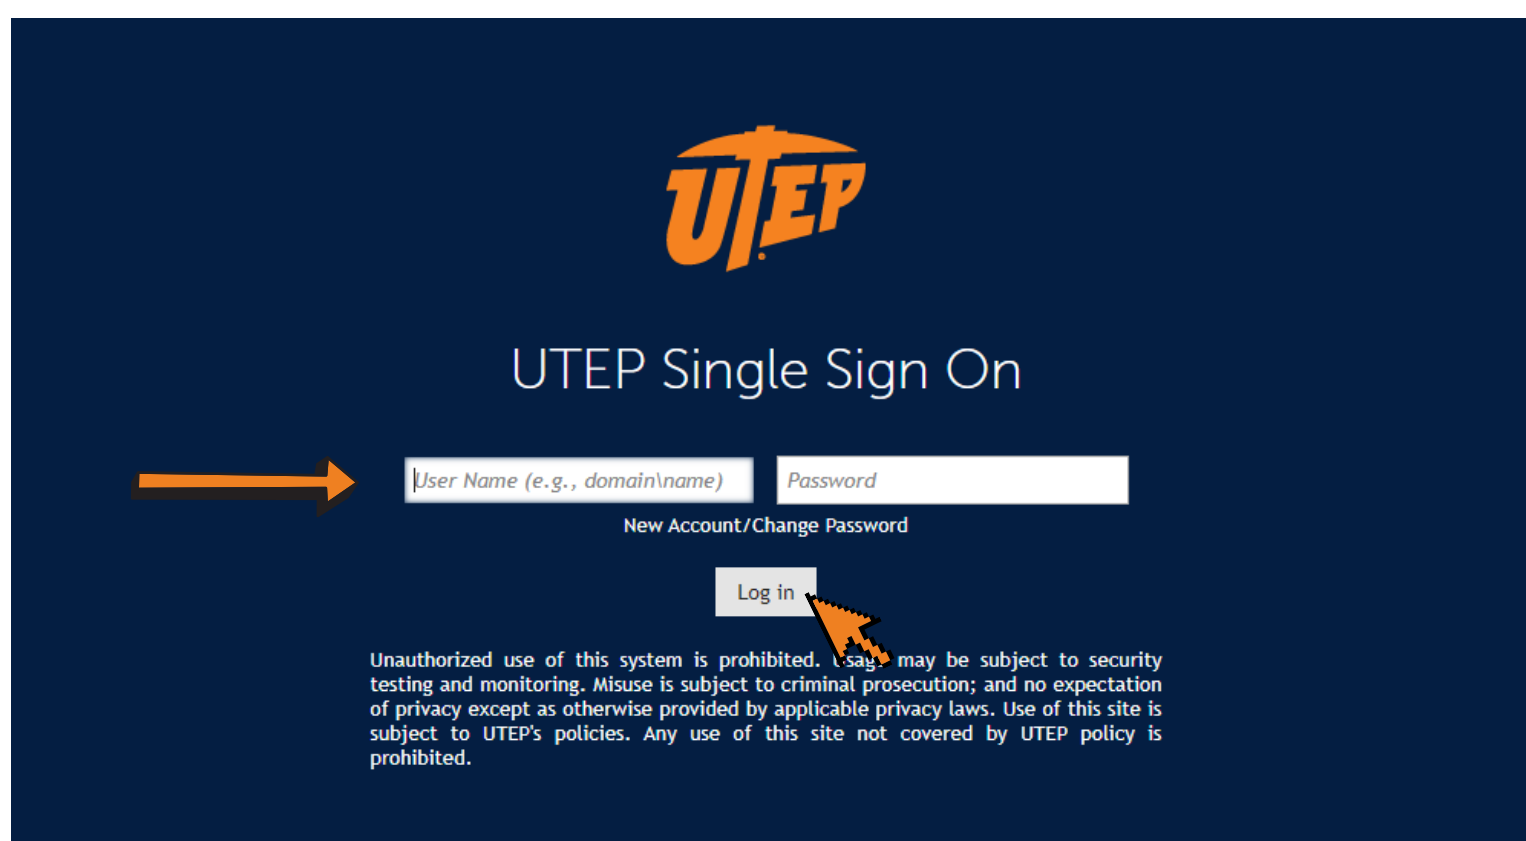 UTEP
UTEP Single Sign On
User Name (e.g., domain\name) Password
New Account/Change Password
Log in
Unauthorized use of this system is prohibited. Usage may be subject to security
testing and monitoring. Misuse is subject to criminal prosecution; and no expectation
of privacy except as otherwise provided by applicable privacy laws. Use of this site is
subject to UTEP's policies. Any use of this site not covered by UTEP policy is
prohibited.